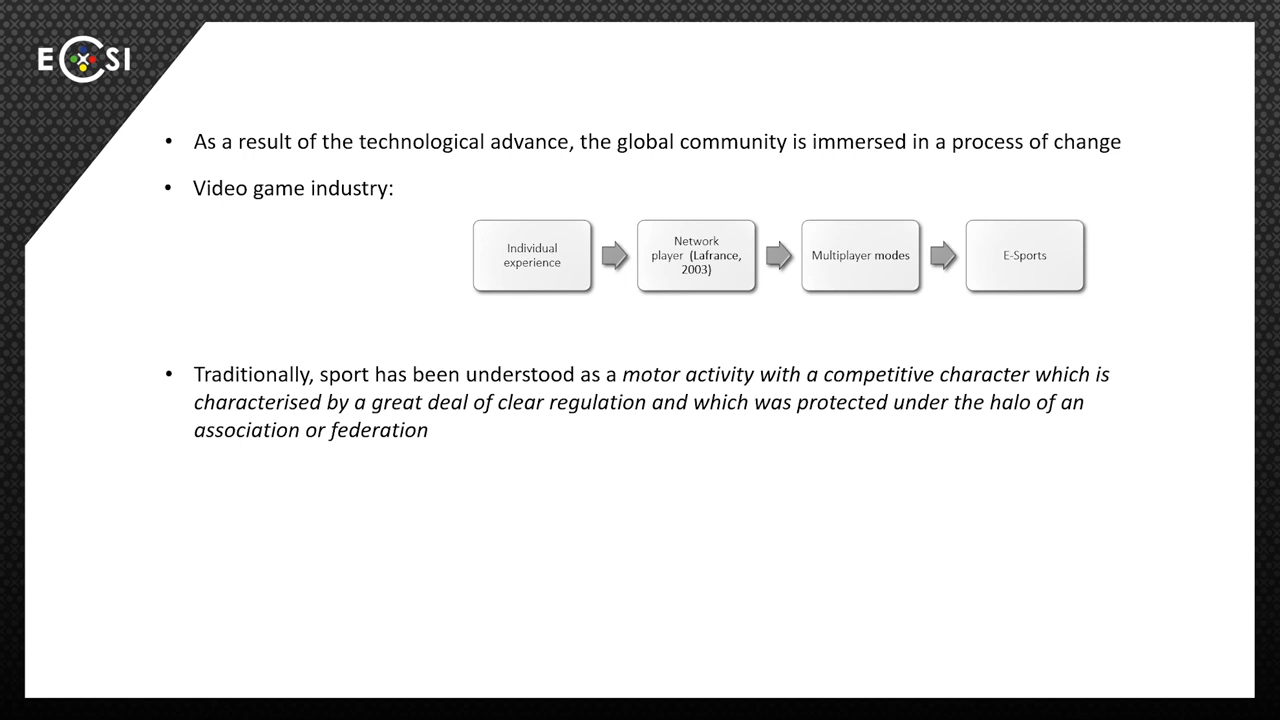 ECSI
• As a result of the technological advance, the global community is immersed in a process of change
• Video game industry:
Individual
experience
Network
player (Lafrance,
2003)
Multiplayer modes
E-Sports
• Traditionally, sport has been understood as a motor activity with a competitive character which is
characterised by a great deal of clear regulation and which was protected under the halo of an
association or federation